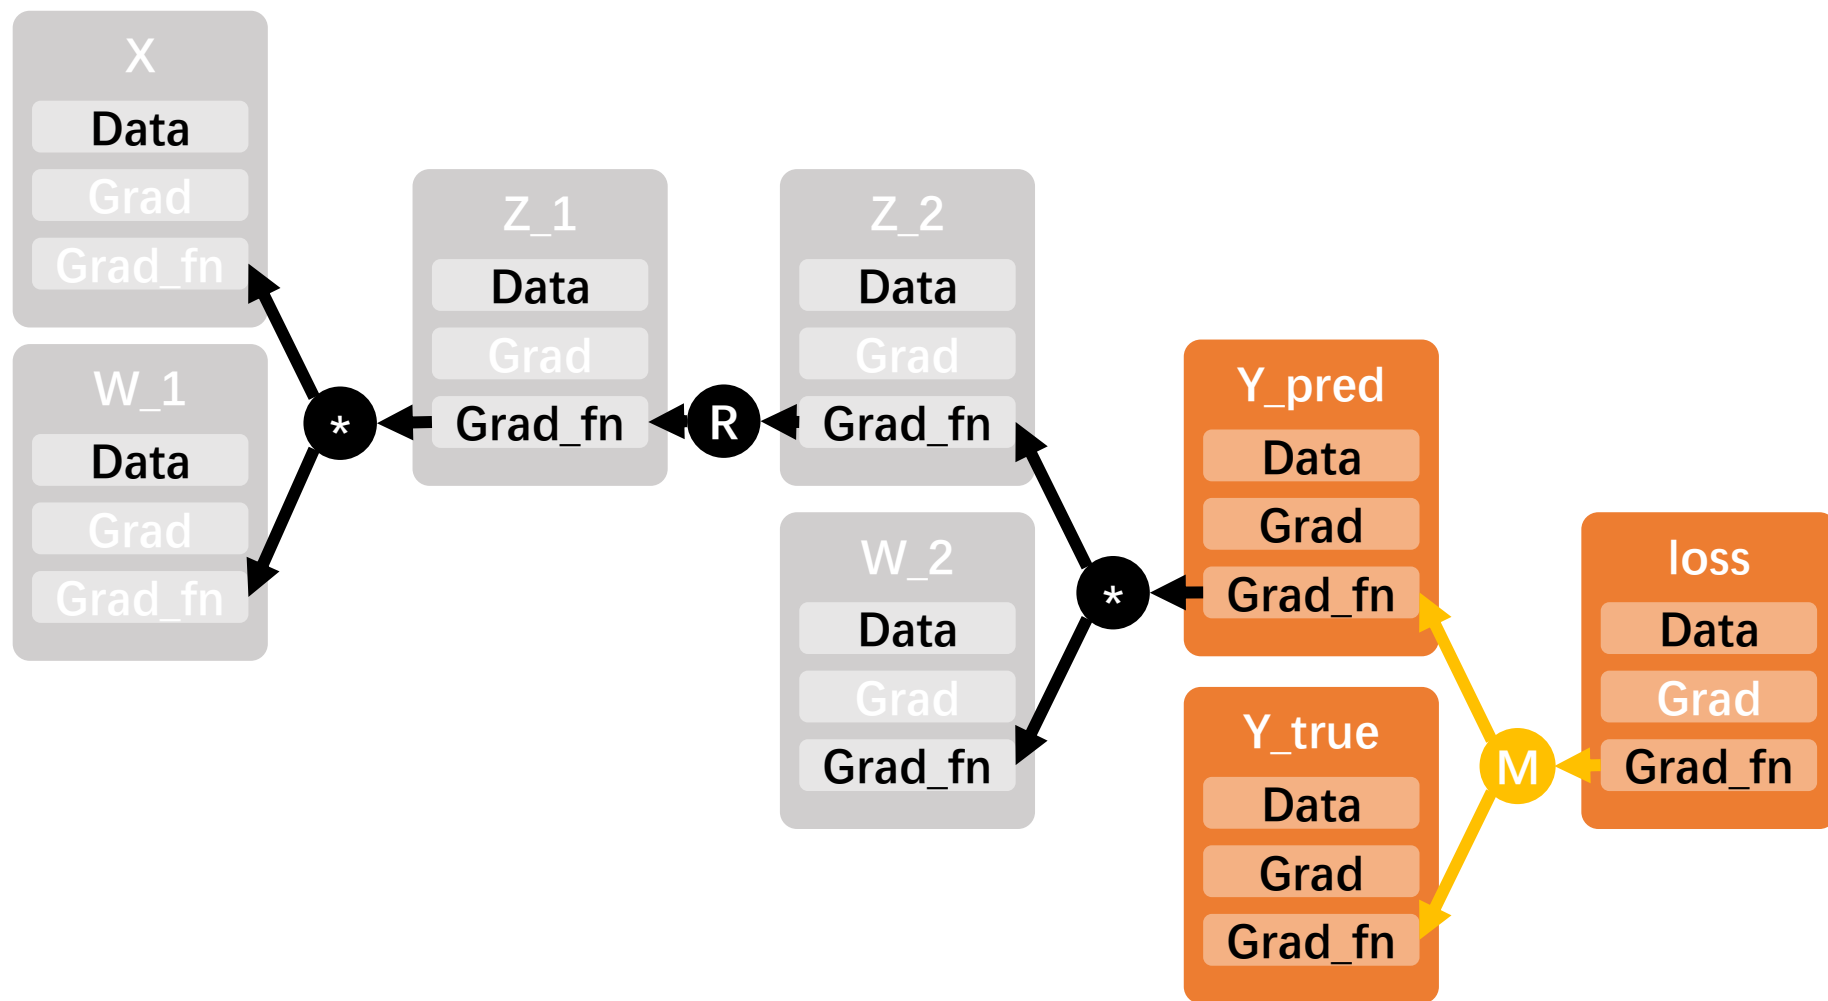 X
Data
Grad
Grad_fn
W_1
Data
Grad
Grad_fn
*
Z_1
Data
Grad
Grad_fn
R
Z_2
Data
Grad
Grad_fn
W_2
Data
Grad
Grad_fn
*
Y_pred
Data
Grad
Grad_fn
Y_true
Data
Grad
Grad_fn
M
loss
Data
Grad
Grad_fn